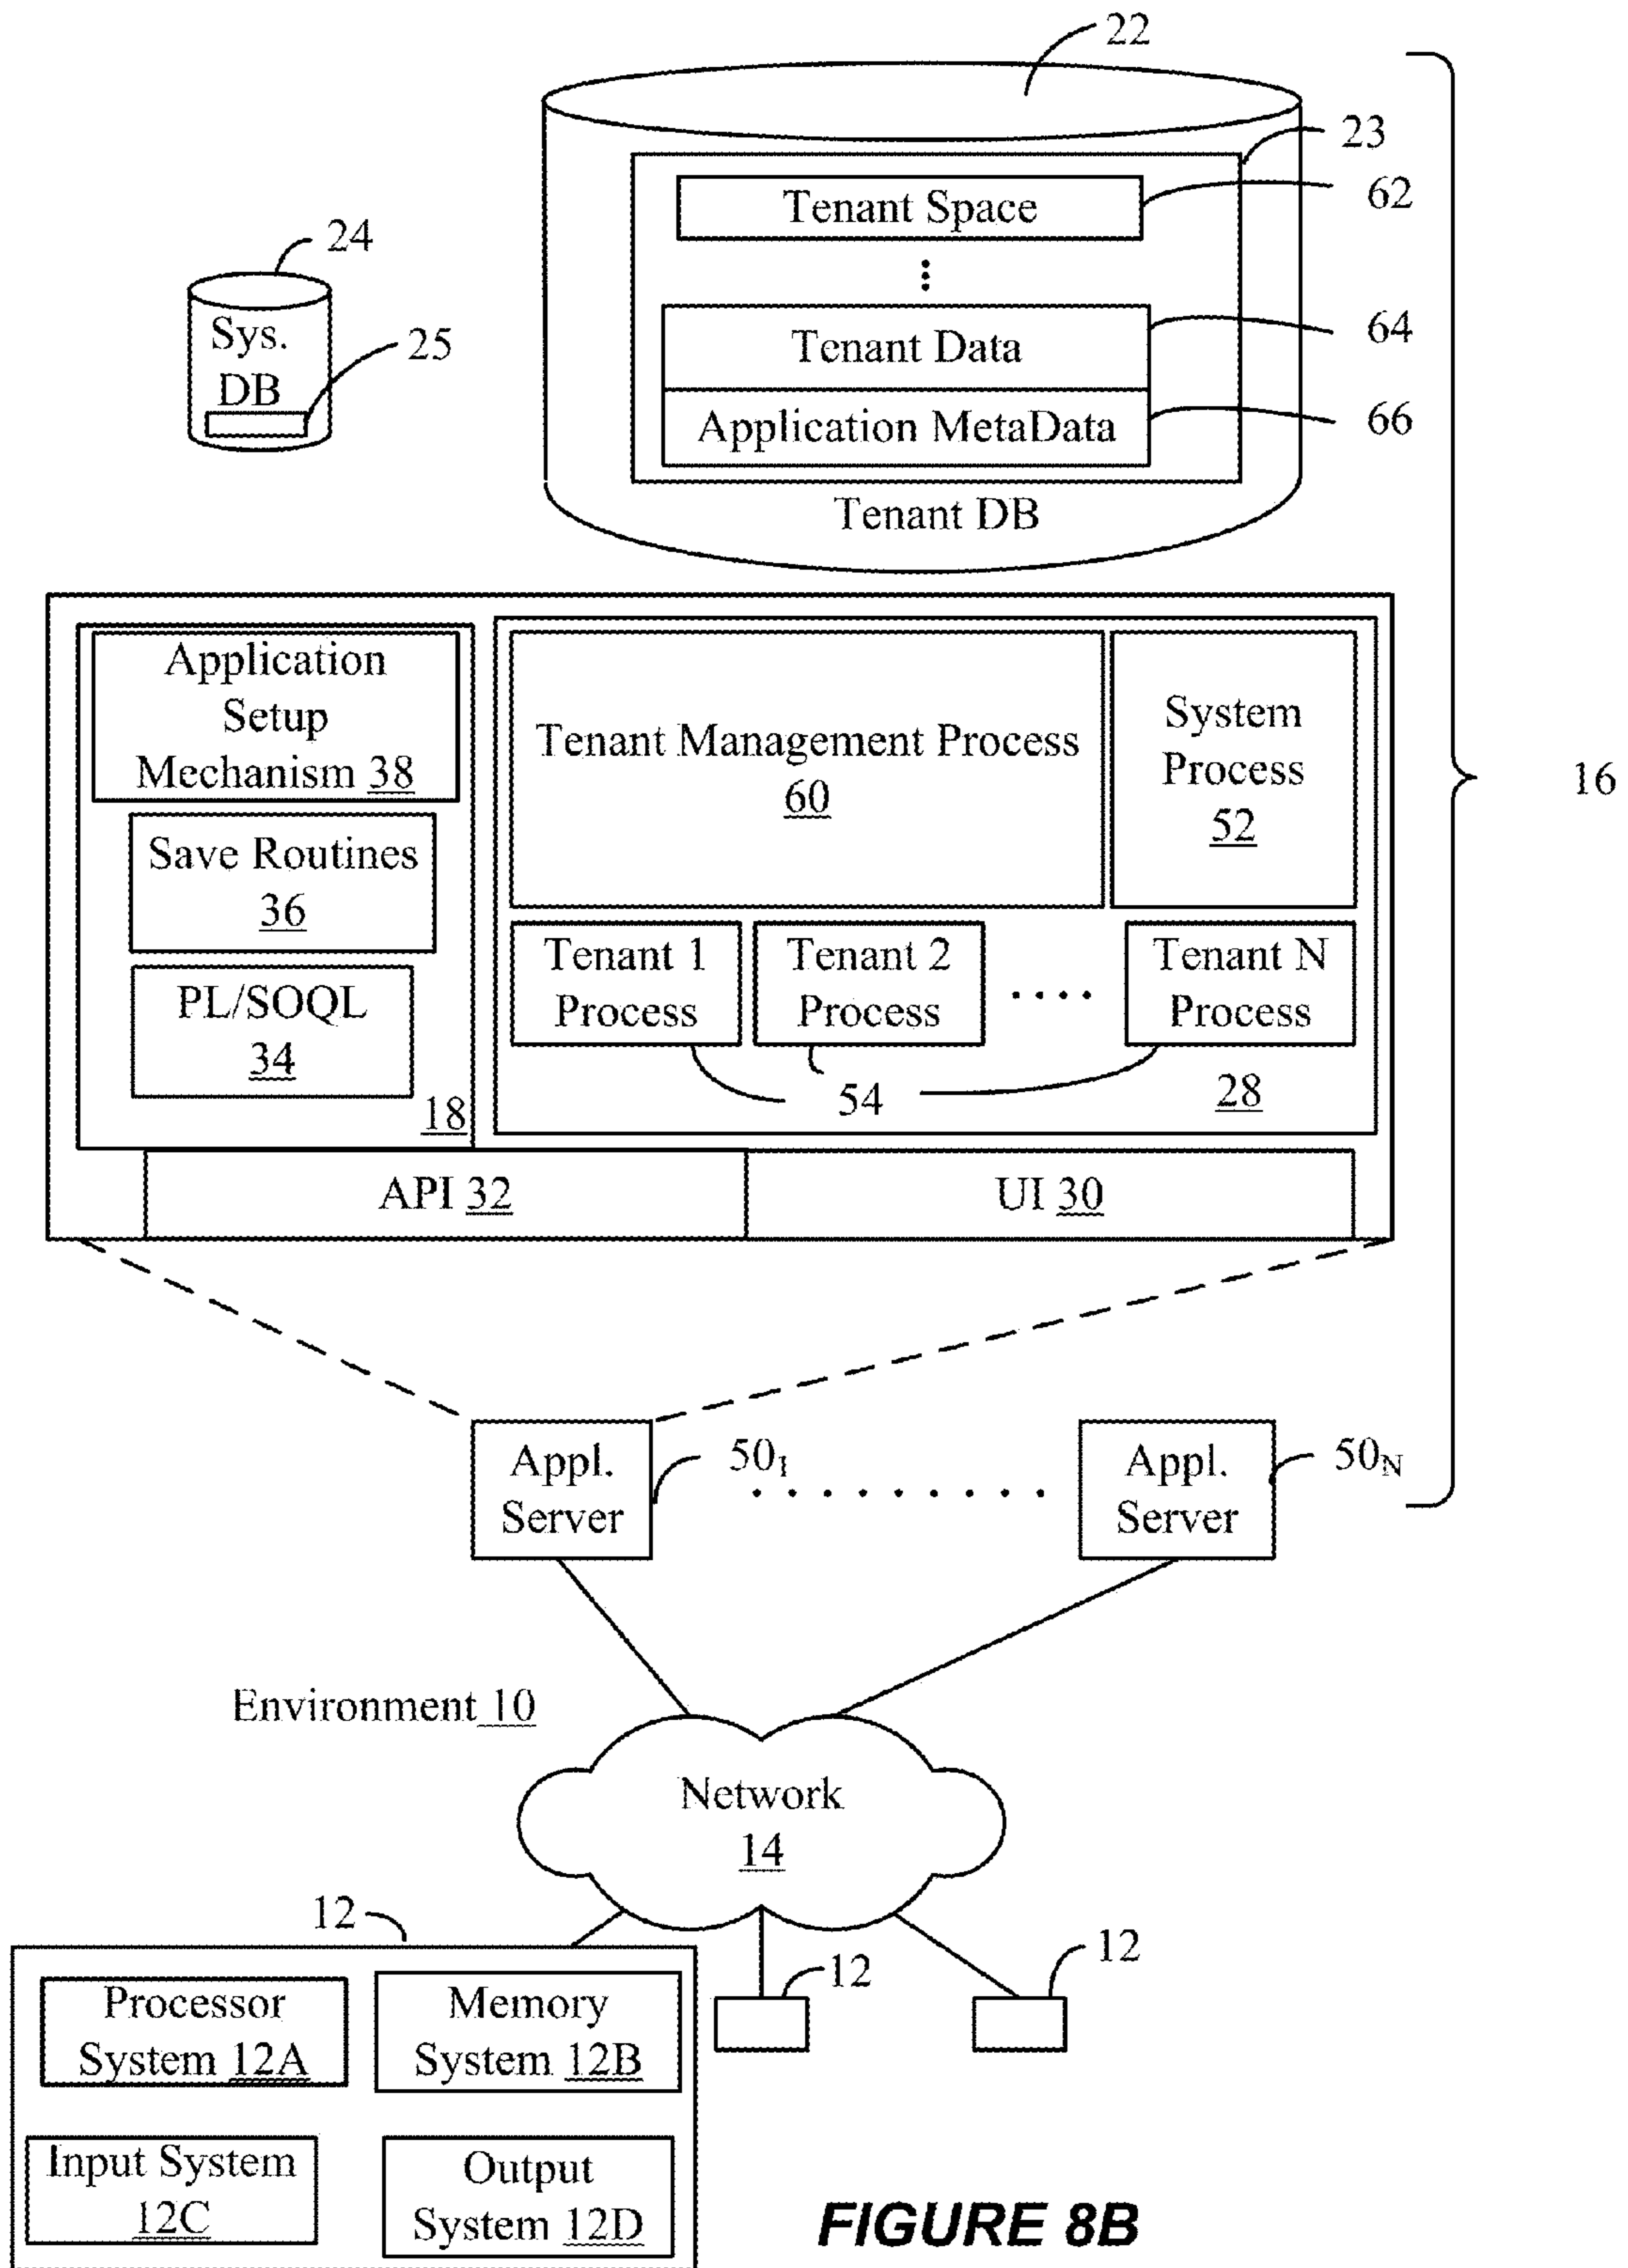 22
23
Tenant Space
62
24
Sys.
DB
25
Tenant Data
64
Application MetaData
66
Tenant DB
Application
Setup
Mechanism 38
Tenant Management Process
60
System
Process
52
16
Save Routines
36
Tenant 1
Process
Tenant 2
Process
....
Tenant N
Process
PL/SOQL
34
54
28
18
API 32
UI 30
Appl.
Server
501
.........
Appl.
Server
50N
Environment 10
Network
14
12
12
12
Processor
System 12A
Memory
System 12B
Input System
12C
Output
System 12D
FIGURE 8B